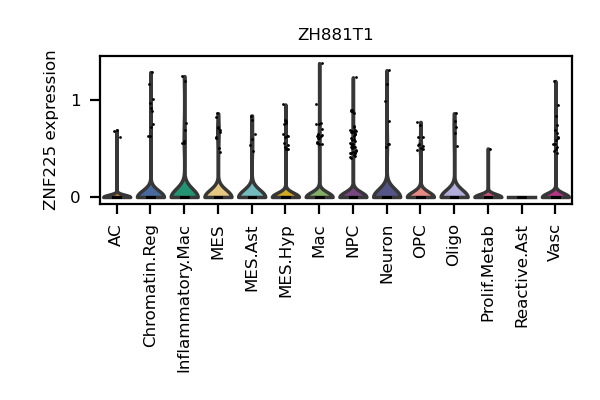 ZH881T1
ZNF225 expression
1
0
AC
Chromatin.Reg
Inflammatory.Mac
MES
MES.Ast
MES.Hyp
Mac
NPC
Neuron
OPC
Oligo
Prolif.Metab
Reactive.Ast
Vasc